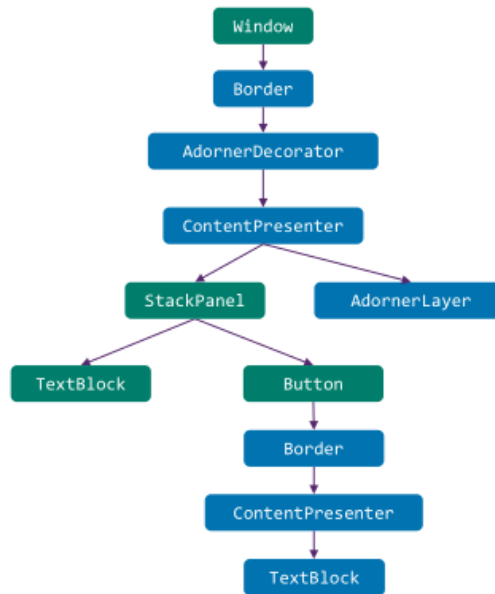 Window
Border
AdornerDecorator
ContentPresenter
StackPanel
AdornerLayer
TextBlock
Button
Border
ContentPresenter
TextBlock